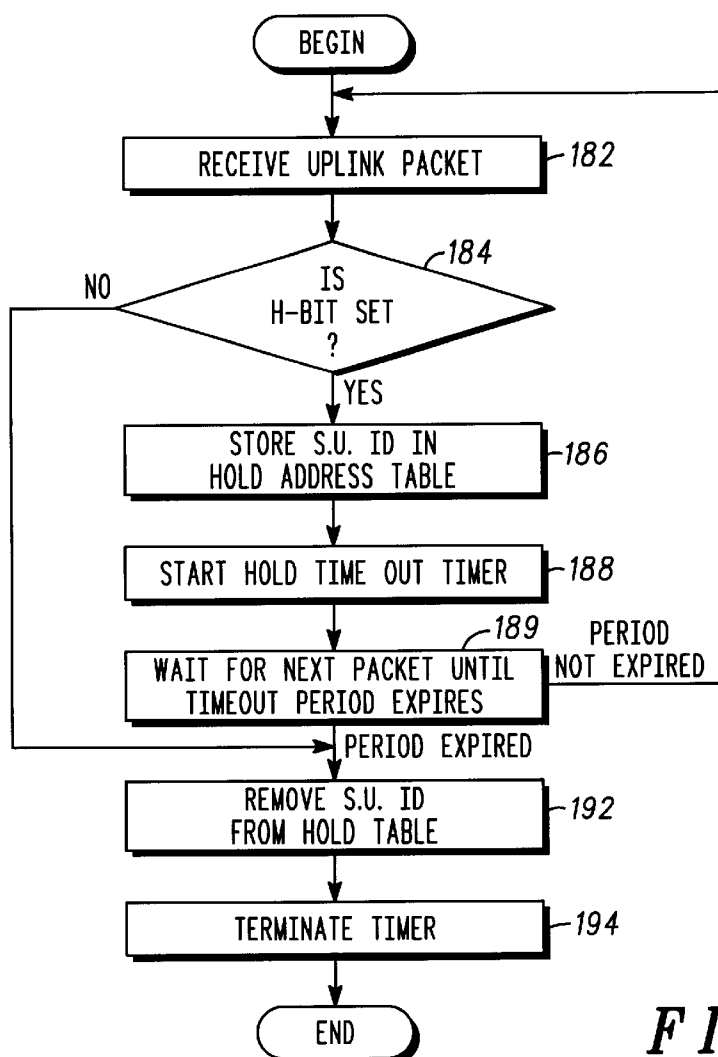 BEGIN
RECEIVE UPLINK PACKET
182
184
NO
IS
H-BIT SET
?
YES
STORE S.U. ID IN
HOLD ADDRESS TABLE
186
START HOLD TIME OUT TIMER
188
189
WAIT FOR NEXT PACKET UNTIL
TIMEOUT PERIOD EXPIRES
PERIOD
NOT EXPIRED
PERIOD EXPIRED
REMOVE S.U. ID
FROM HOLD TABLE
192
TERMINATE TIMER
194
END